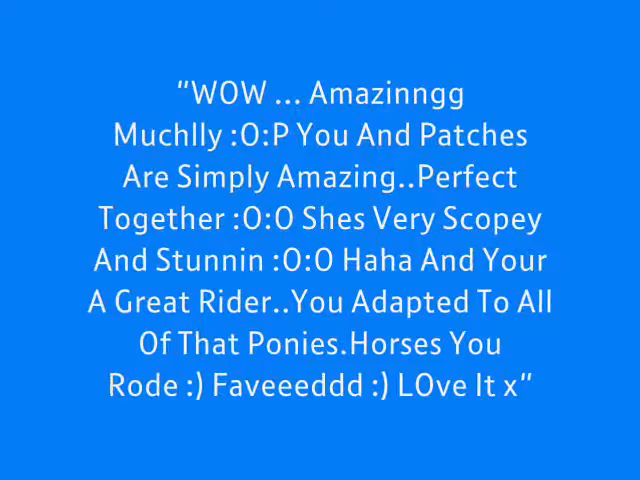 "WOW ... Amazinngg
Muchlly :O:P You And Patches
Are Simply Amazing..Perfect
Together :O:O Shes Very Scopey
And Stunnin :O:O Haha And Your
A Great Rider..You Adapted To All
Of That Ponies.Horses You
Rode :) Faveeeddd :) LOve It x"